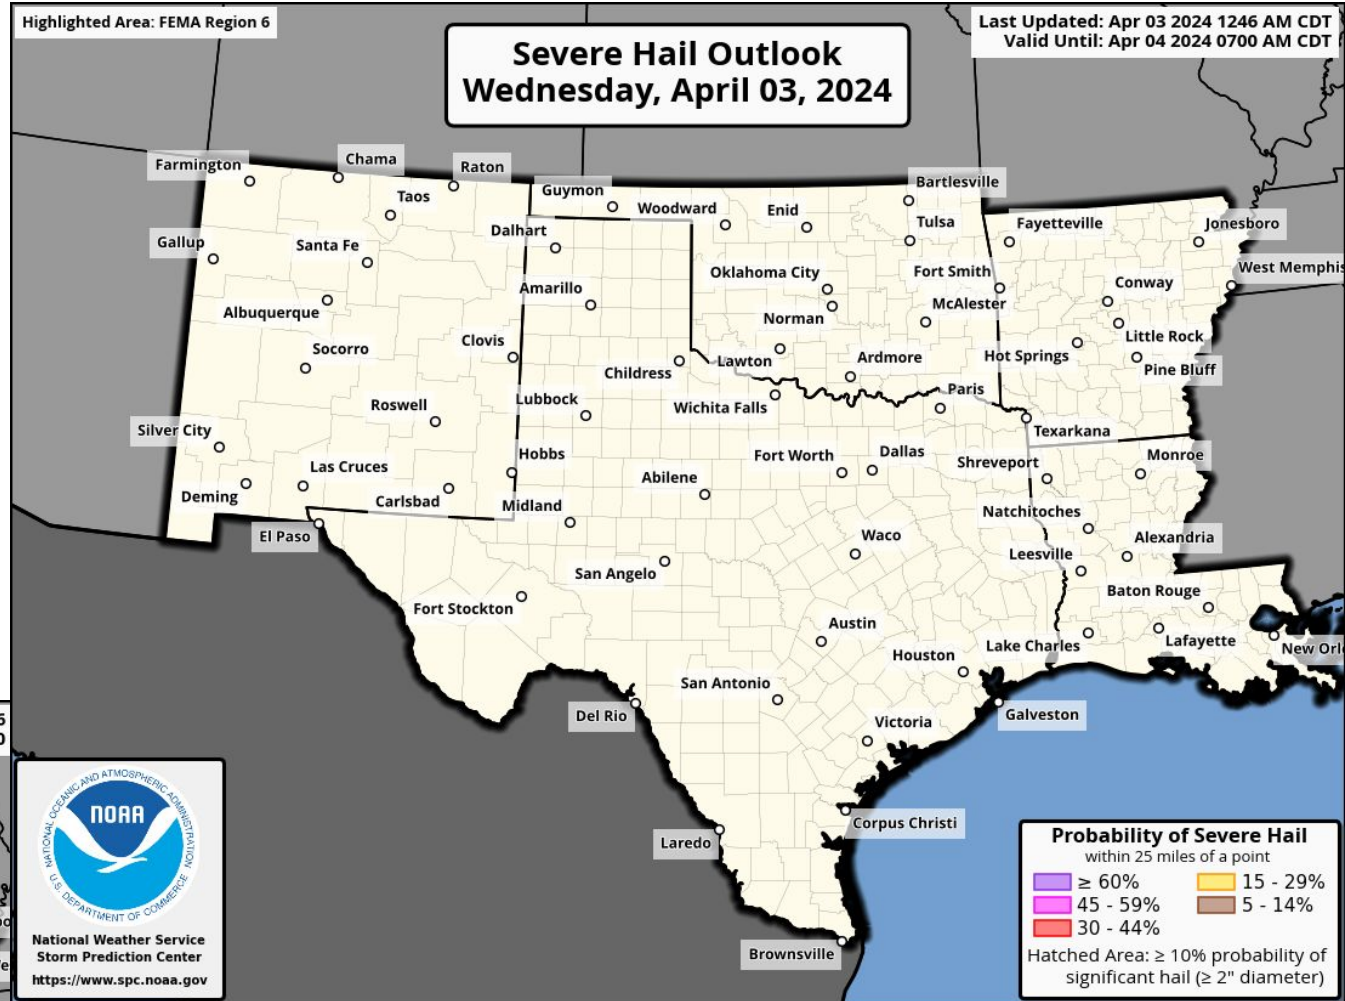 Highlighted Area: FEMA Region 6
Severe Hail Outlook
Wednesday, April 03, 2024
Last Updated: Apr 03 2024 1246 AM CDT
Valid Until: Apr 04 2024 0700 AM CDT
Farmington
Chama
Raton
Taos
Guymon
Woodward
Enid
Bartlesville
Tulsa
Fayetteville
Jonesboro
Gallup
Santa Fe
Dalhart
Oklahoma City
Fort Smith
West Memphis
Amarillo
Conway
Albuquerque
Norman
McAlester
Socorro
Clovis
Little Rock
Childress
Lawton
Ardmore
Hot Springs
Pine Bluff
Roswell
Lubbock
Wichita Falls
Paris
Silver City
Texarkana
Las Cruces
Hobbs
Abilene
Fort Worth
Dallas
Shreveport
Monroe
Deming
Carlsbad
Midland
Natchitoches
El Paso
Waco
Alexandria
San Angelo
Leesville
Fort Stockton
Baton Rouge
Austin
Lake Charles
Lafayette
New Orl
Houston
San Antonio
Del Rio
Victoria
Galveston
Laredo
Corpus Christi
Brownsville
NATIONAL OCEANIC AND ATMOSPHERIC ADMINISTRATION
NOAA
U.S. DEPARTMENT OF COMMERCE
National Weather Service
Storm Prediction Center
https://www.spc.noaa.gov
Probability of Severe Hail
within 25 miles of a point
≥ 60%
15 - 29%
45 - 59%
5 - 14%
30 - 44%
Hatched Area: ≥ 10% probability of
significant hail (≥ 2" diameter)